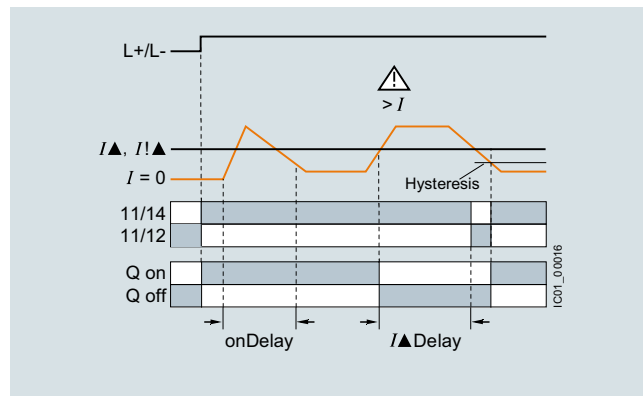 L+/L-
> I
I▲, I!▲
I = 0
Hysteresis
11/14
11/12
Q on
Q off
onDelay
I▲Delay
IC01_00016